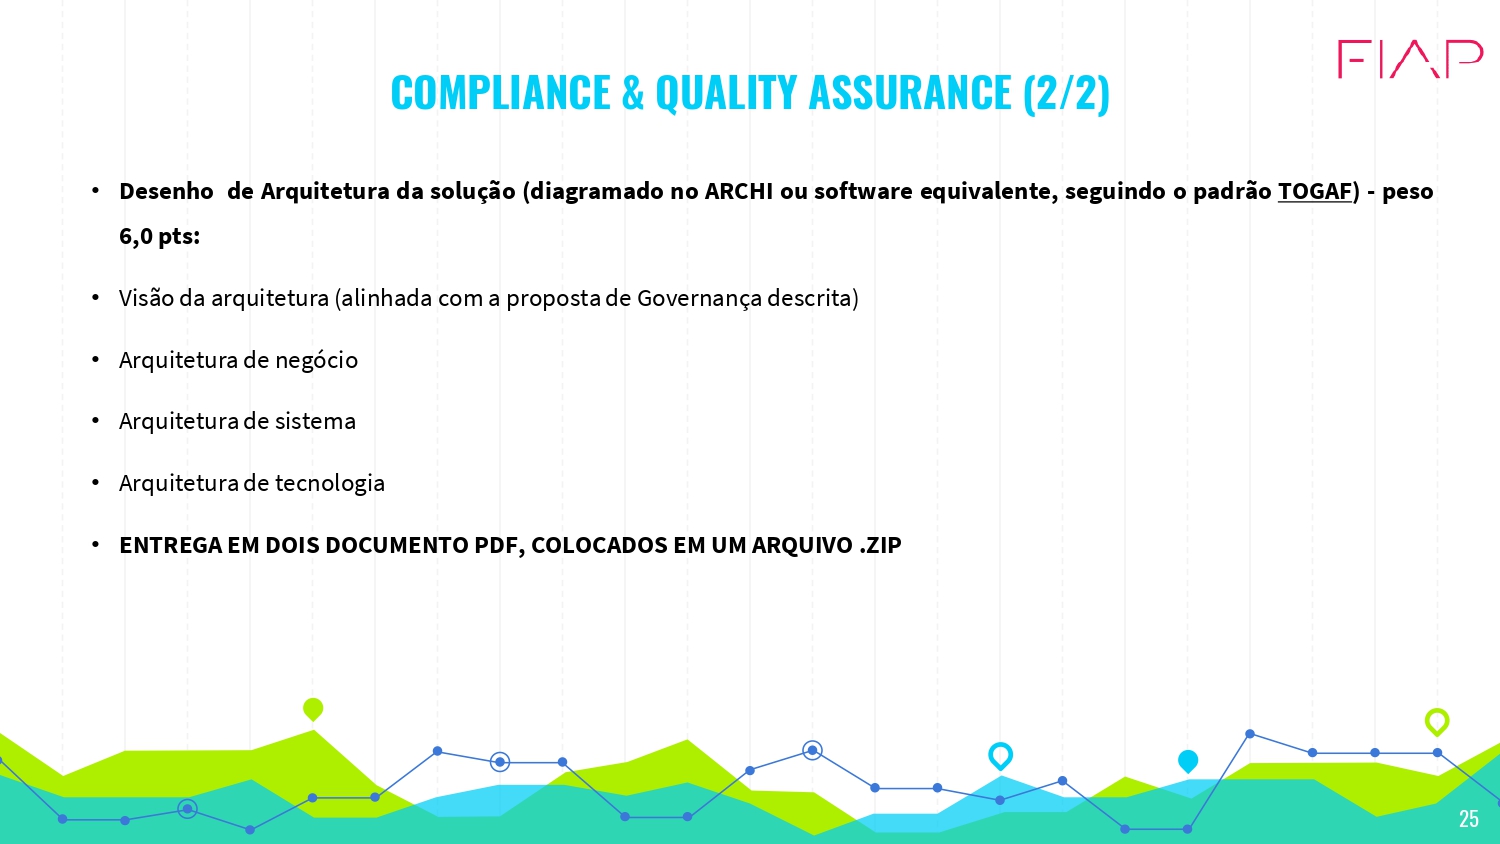 FIAP
COMPLIANCE & QUALITY ASSURANCE (2/2)
• Desenho  de Arquitetura da solução (diagramado no ARCHI ou software equivalente, seguindo o padrão TOGAF) - peso
6,0 pts:
• Visão da arquitetura (alinhada com a proposta de Governança descrita)
• Arquitetura de negócio
• Arquitetura de sistema
• Arquitetura de tecnologia
• ENTREGA EM DOIS DOCUMENTO PDF, COLOCADOS EM UM ARQUIVO .ZIP
25